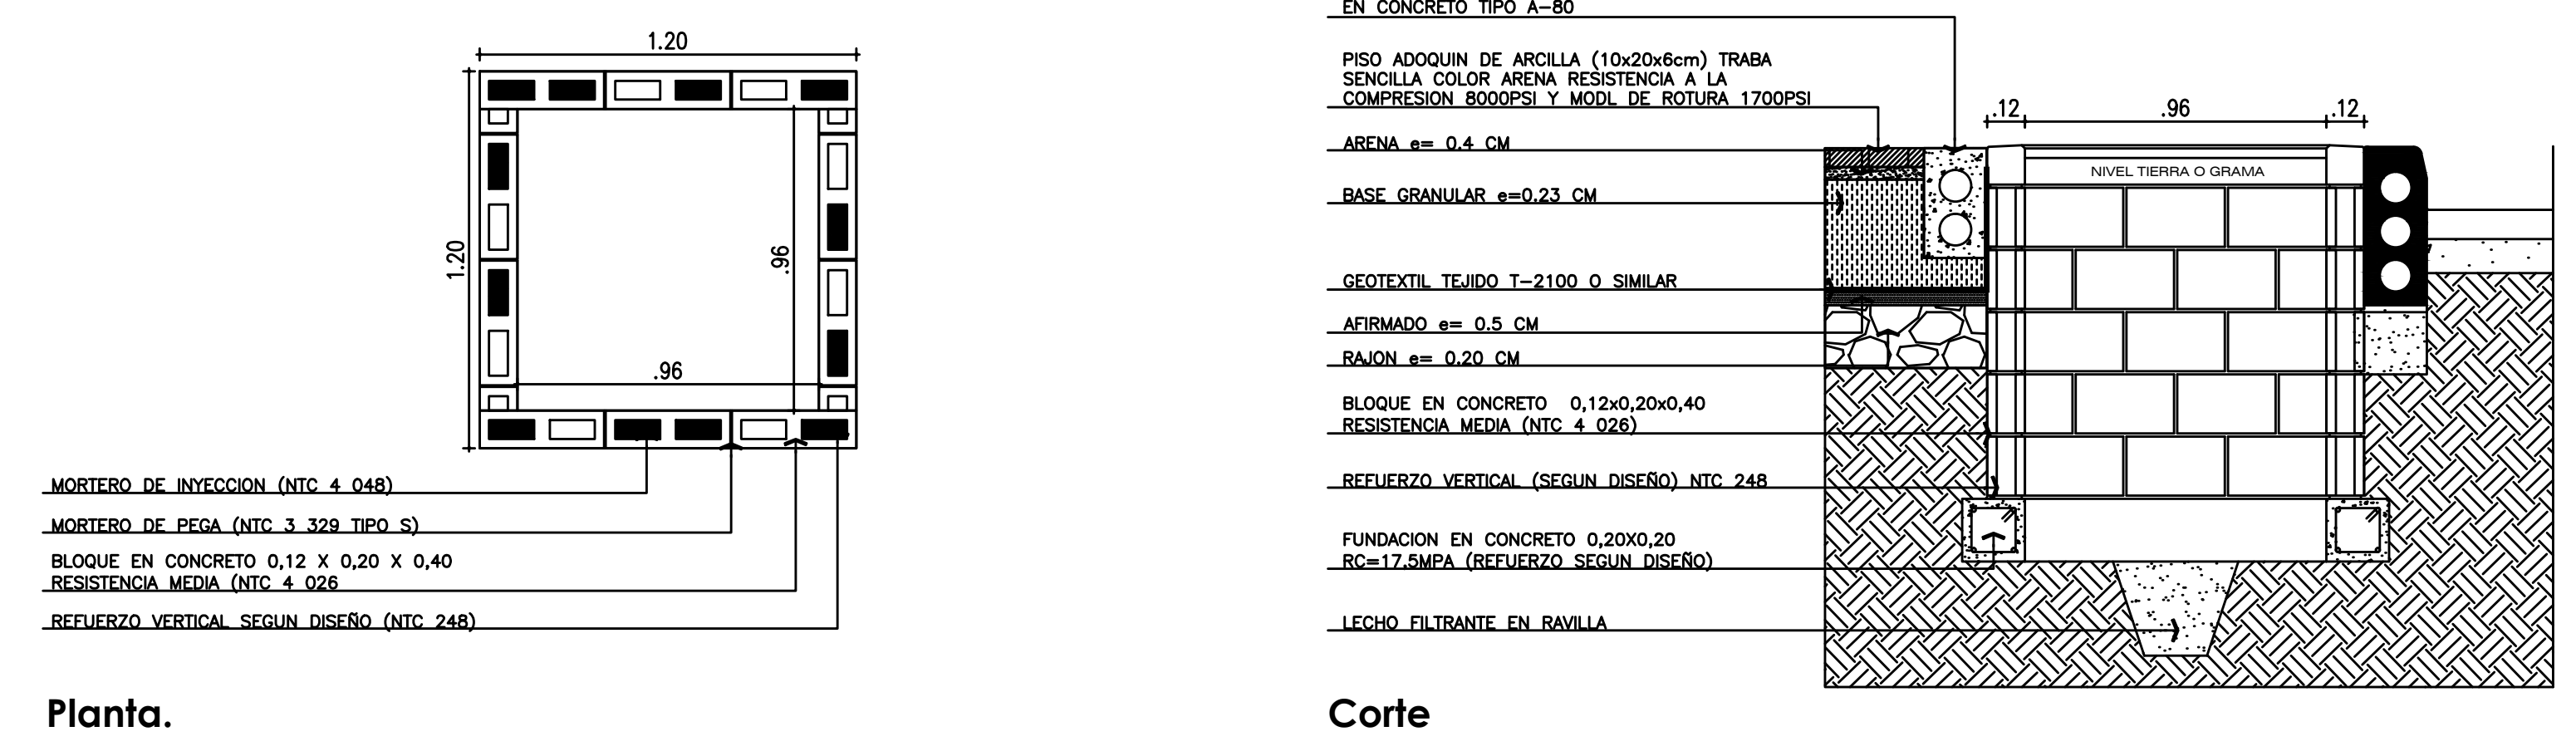 1.20
1.20
.96
.96
MORTERO DE INYECCION (NTC 4 048)
MORTERO DE PEGA (NTC 3 329 TIPO S)
BLOQUE EN CONCRETO 0,12 X 0,20 X 0,40
RESISTENCIA MEDIA (NTC 4 026
REFUERZO VERTICAL SEGUN DISEÑO (NTC 248)
Planta.
EN CONCRETO TIPO A-80
PISO ADOQUIN DE ARCILLA (10x20x6cm) TRABA
SENCILLA COLOR ARENA RESISTENCIA A LA
COMPRESION 8000PSI Y MODL DE ROTURA 1700PSI
ARENA e= 0.4 CM
BASE GRANULAR e=0.23 CM
GEOTEXTIL TEJIDO T-2100 O SIMILAR
AFIRMADO e= 0.5 CM
RAJON e= 0.20 CM
BLOQUE EN CONCRETO 0,12x0,20x0,40
RESISTENCIA MEDIA (NTC 4 026)
REFUERZO VERTICAL (SEGUN DISEÑO) NTC 248
FUNDACION EN CONCRETO 0,20X0,20
RC=17.5MPA (REFUERZO SEGUN DISEÑO)
LECHO FILTRANTE EN RAVILLA
.12 .96 .12
NIVEL TIERRA O GRAMA
Corte